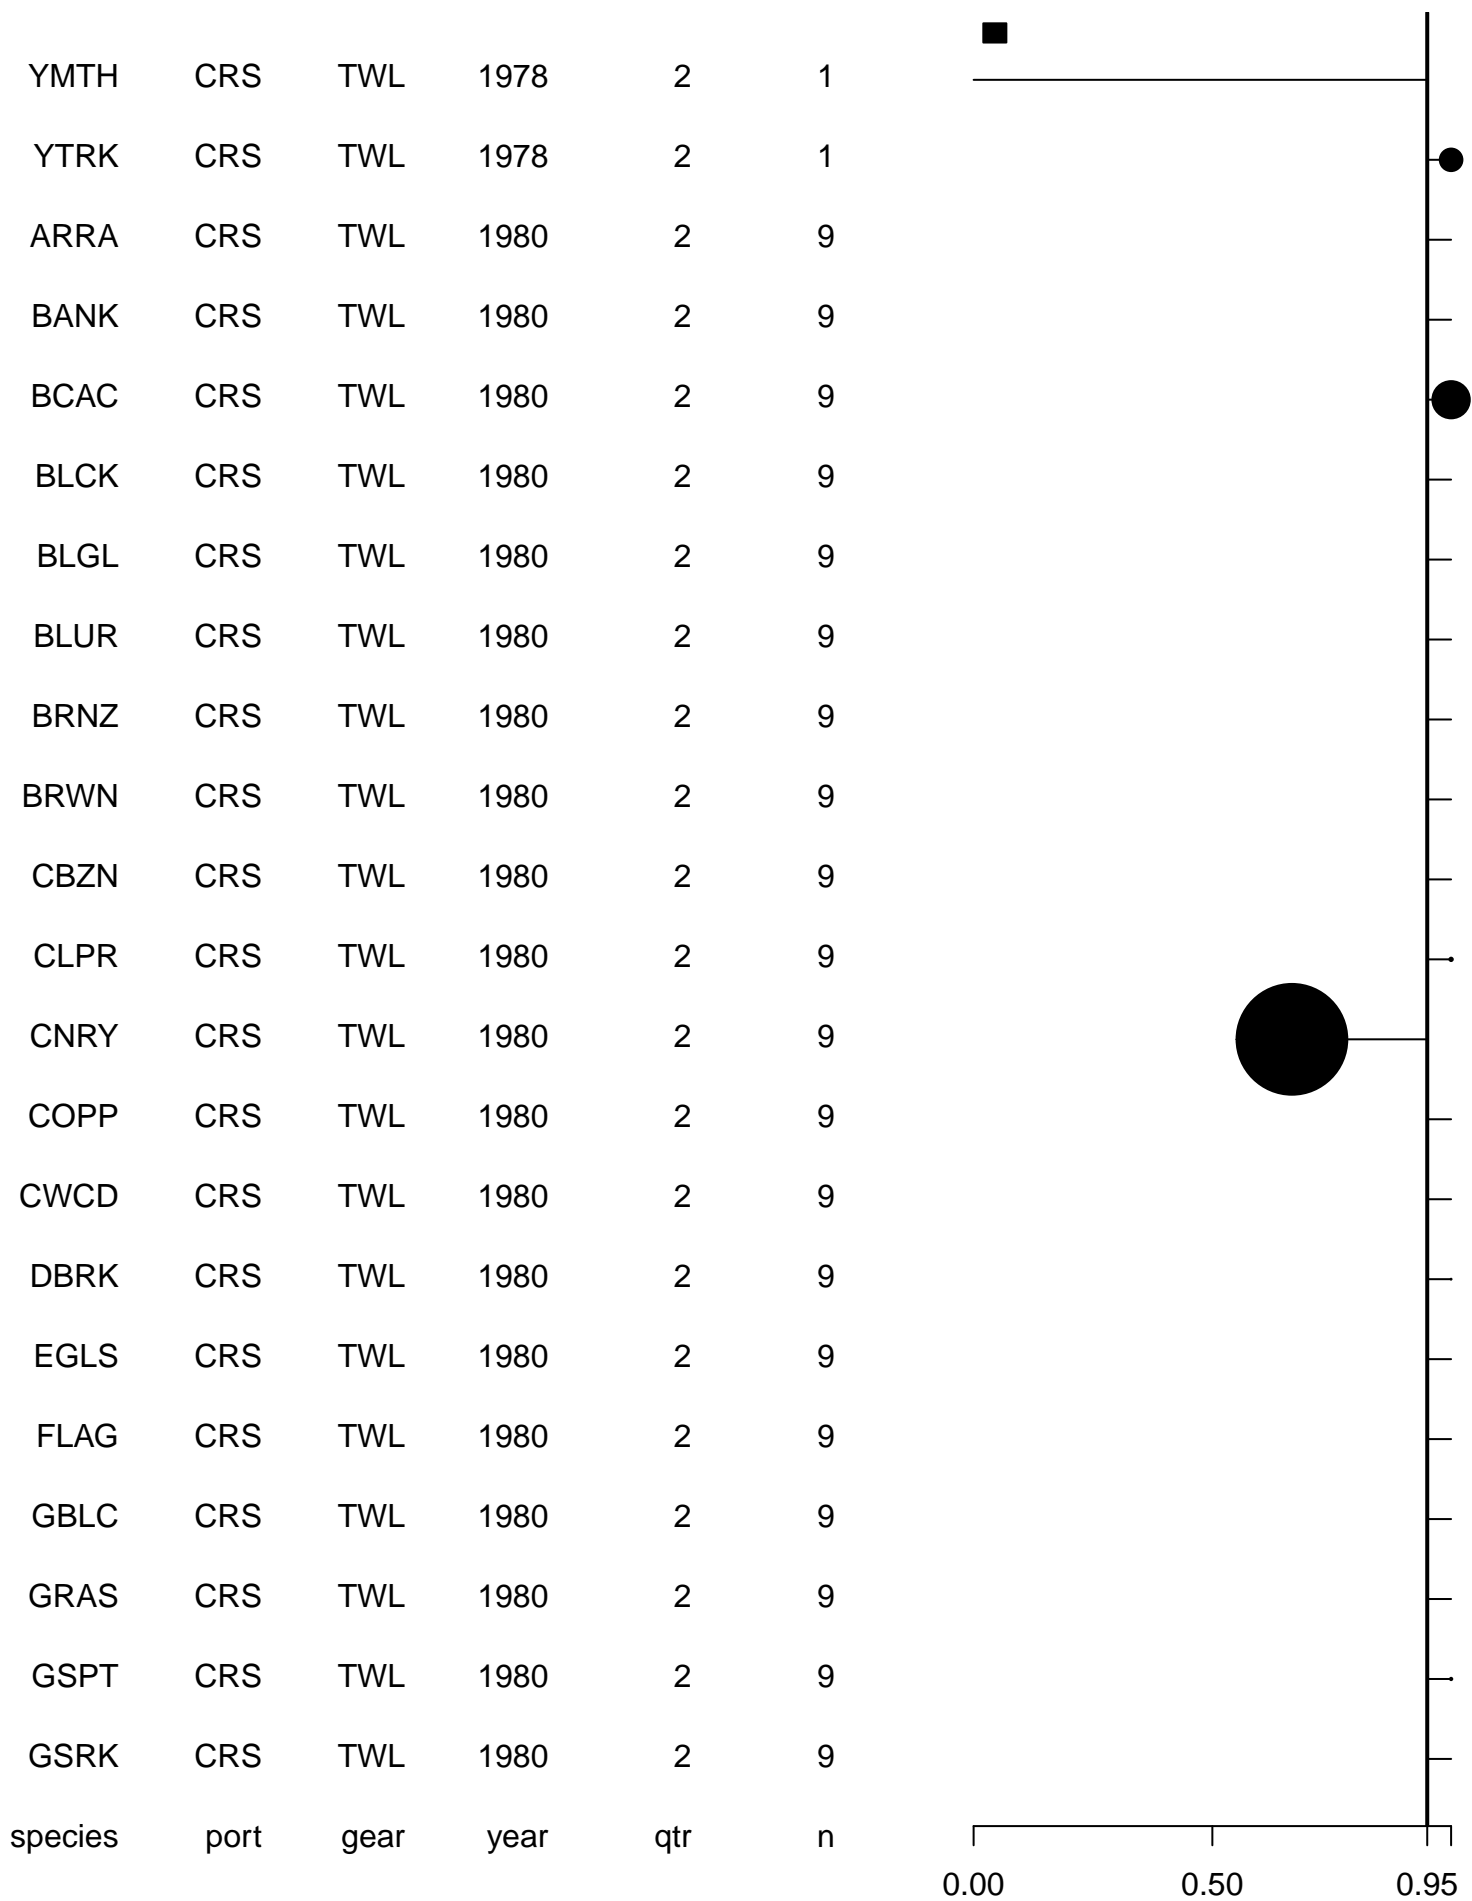 YMTH CRS TWL 1978 2 1
YTRK CRS TWL 1978 2 1
ARRA CRS TWL 1980 2 9
BANK CRS TWL 1980 2 9
BCAC CRS TWL 1980 2 9
BLCK CRS TWL 1980 2 9
BLGL CRS TWL 1980 2 9
BLUR CRS TWL 1980 2 9
BRNZ CRS TWL 1980 2 9
BRWN CRS TWL 1980 2 9
CBZN CRS TWL 1980 2 9
CLPR CRS TWL 1980 2 9
CNRY CRS TWL 1980 2 9
COPP CRS TWL 1980 2 9
CWCD CRS TWL 1980 2 9
DBRK CRS TWL 1980 2 9
EGLS CRS TWL 1980 2 9
FLAG CRS TWL 1980 2 9
GBLC CRS TWL 1980 2 9
GRAS CRS TWL 1980 2 9
GSPT CRS TWL 1980 2 9
GSRK CRS TWL 1980 2 9
species port gear year qtr n
0.00 0.50 0.95